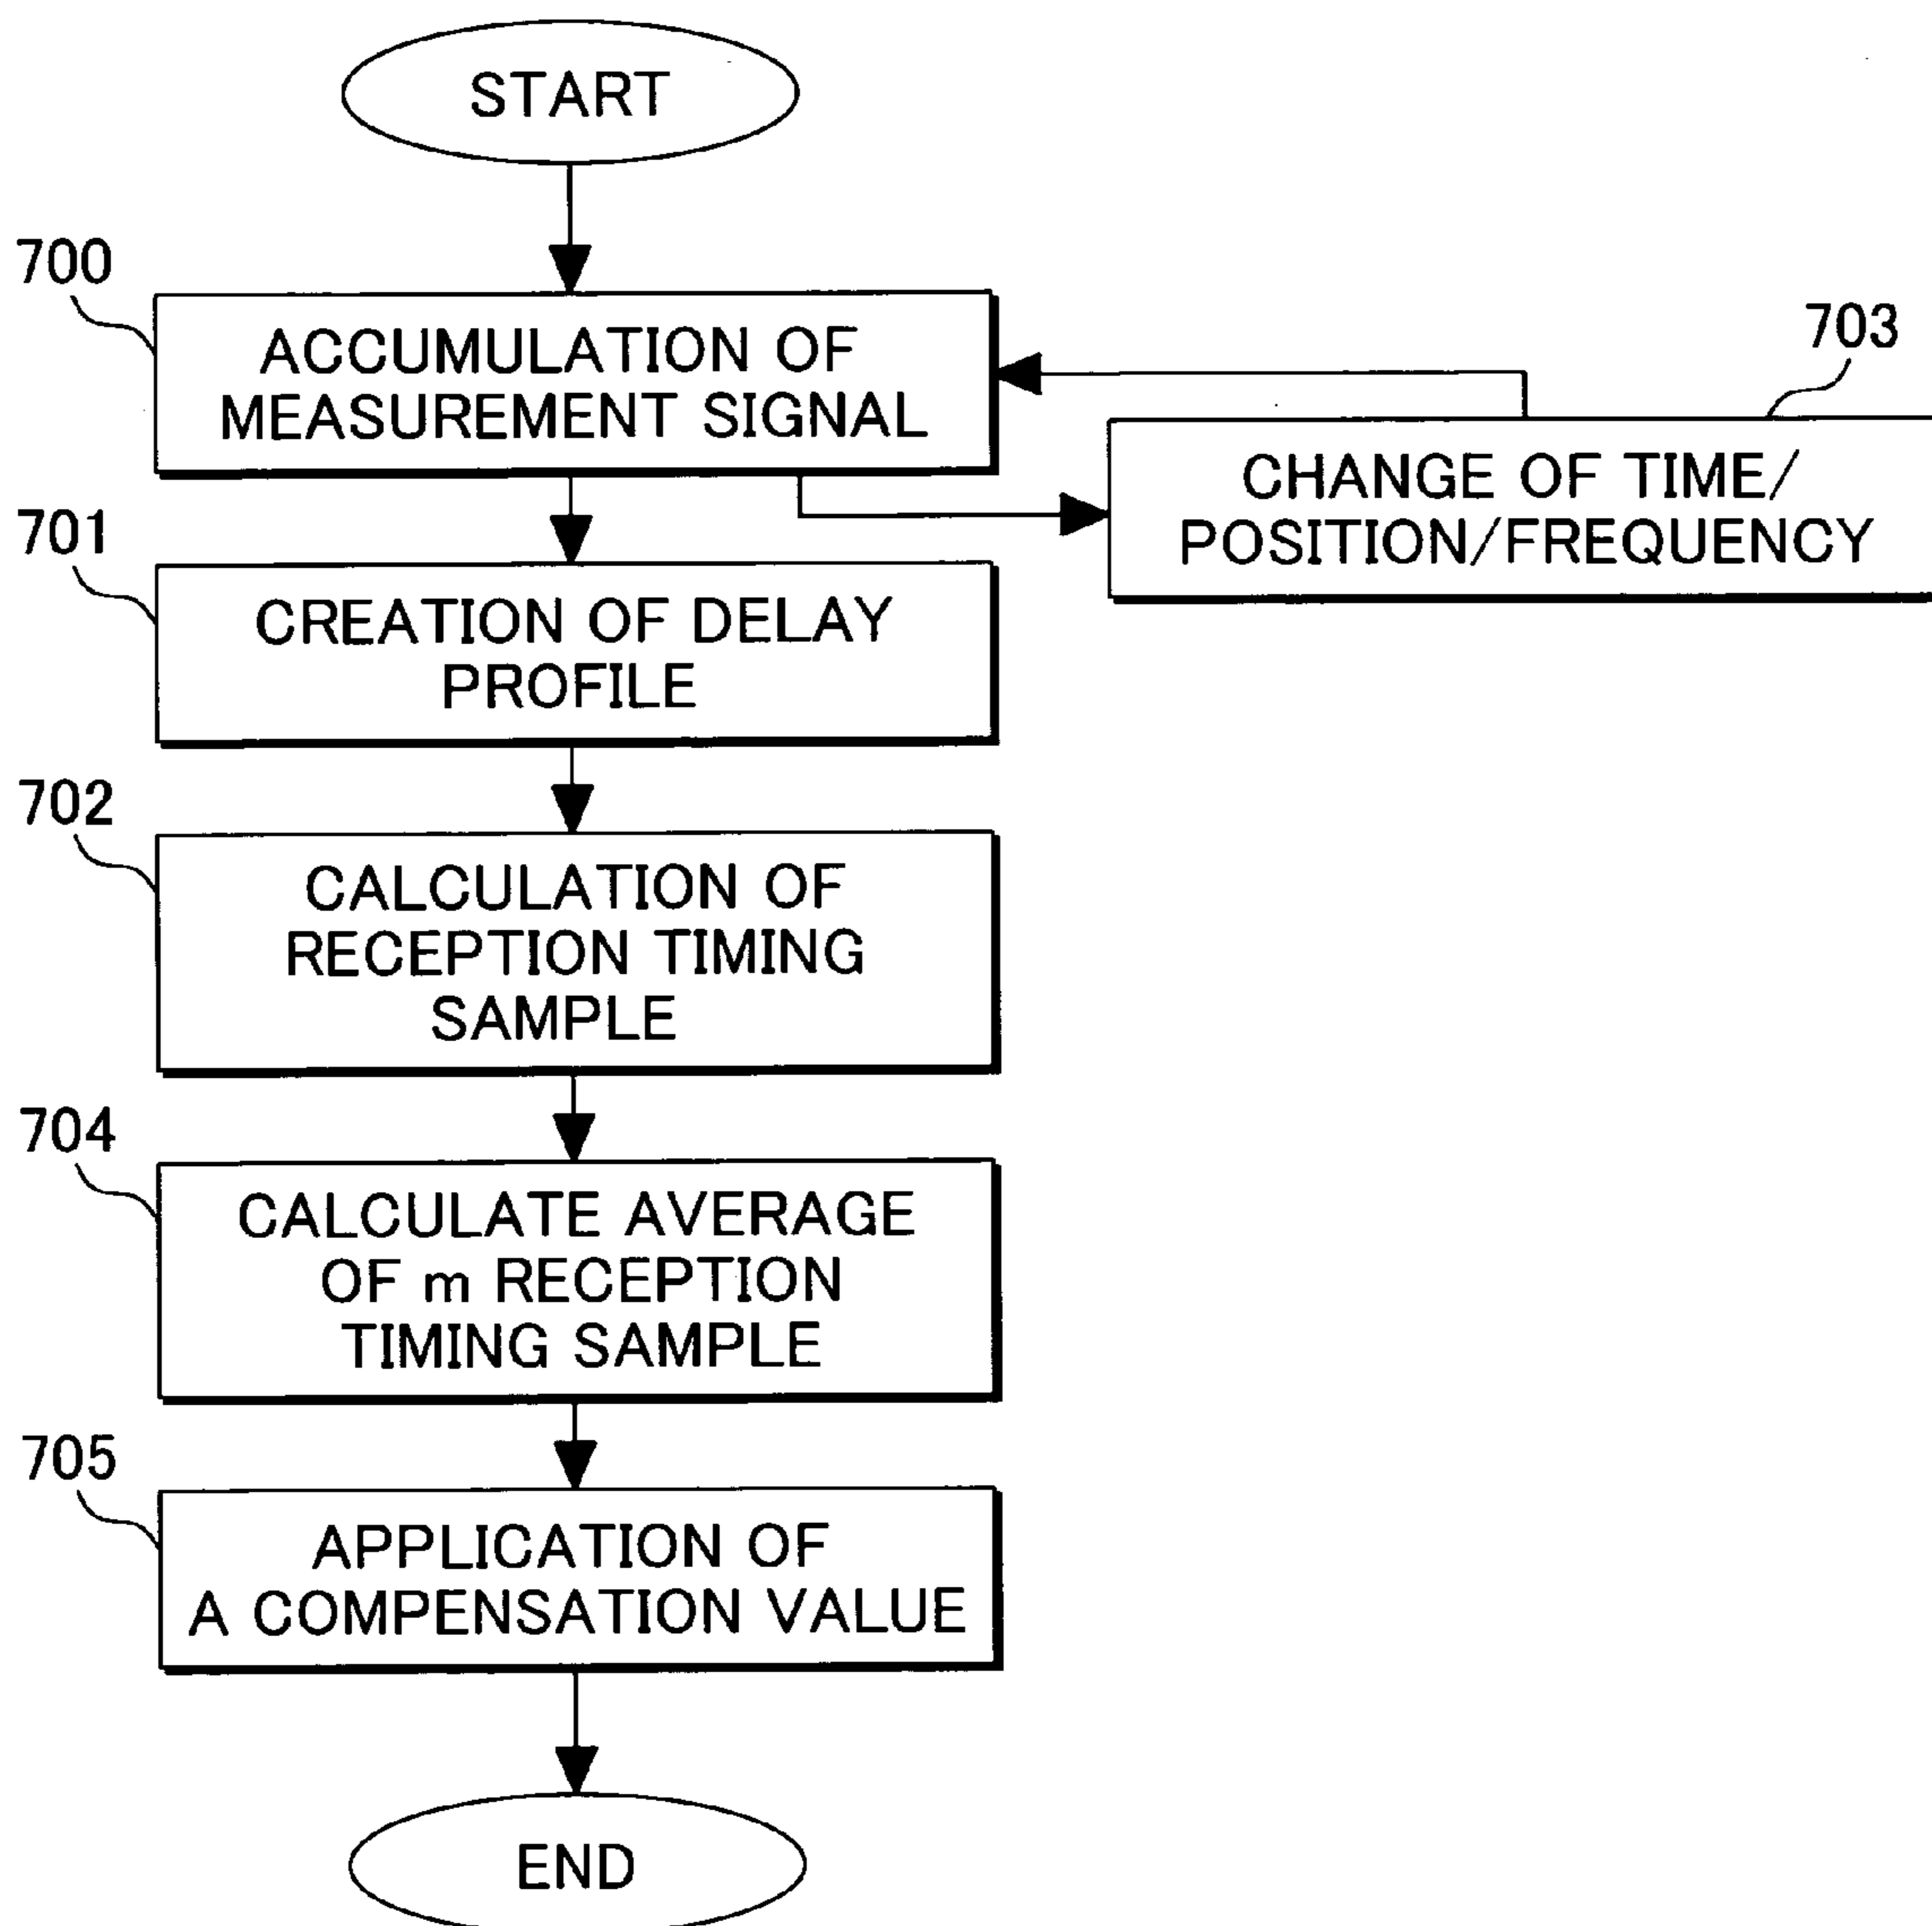 START
700
ACCUMULATION OF
MEASUREMENT SIGNAL
703
CHANGE OF TIME/
POSITION/FREQUENCY
701
CREATION OF DELAY
PROFILE
702
CALCULATION OF
RECEPTION TIMING
SAMPLE
704
CALCULATE AVERAGE
OF m RECEPTION
TIMING SAMPLE
705
APPLICATION OF
A COMPENSATION VALUE
END